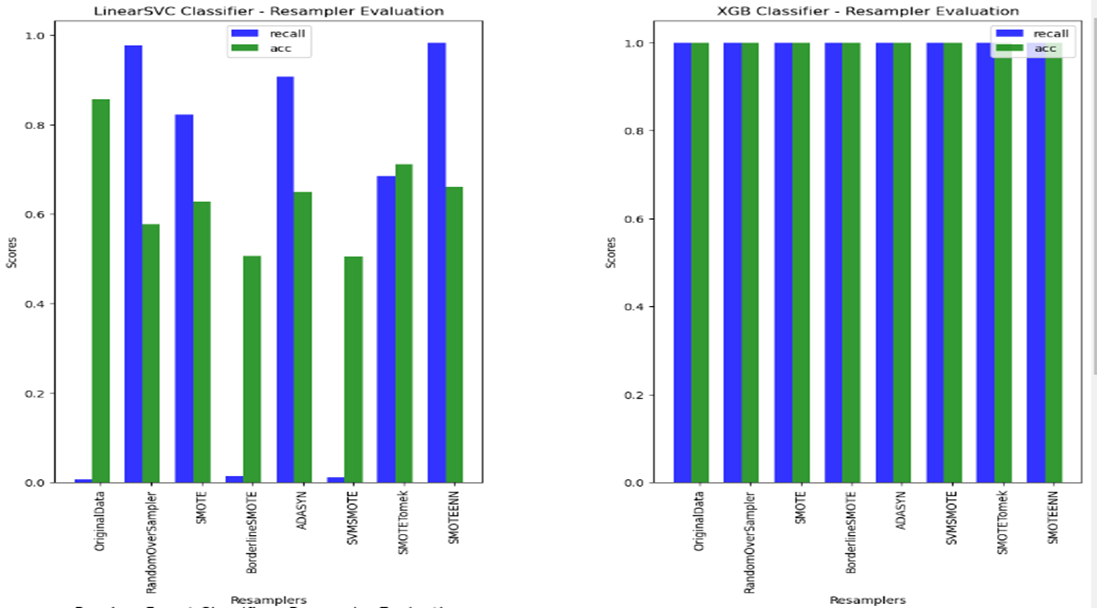 LinearSVC Classifier - Resampler Evaluation
recall
acc
1.0
0.8
0.6
0.4
0.2
0.0
Scores
OriginalData
RandomOverSampler
SMOTE
BorderlineSMOTE
ADASYN
SVMSMOTE
SMOTETomek
SMOTEENN
Resamplers
XGB Classifier - Resampler Evaluation
recall
acc
1.0
0.8
0.6
0.4
0.2
0.0
Scores
OriginalData
RandomOverSampler
SMOTE
BorderlineSMOTE
ADASYN
SVMSMOTE
SMOTETomek
SMOTEENN
Resamplers